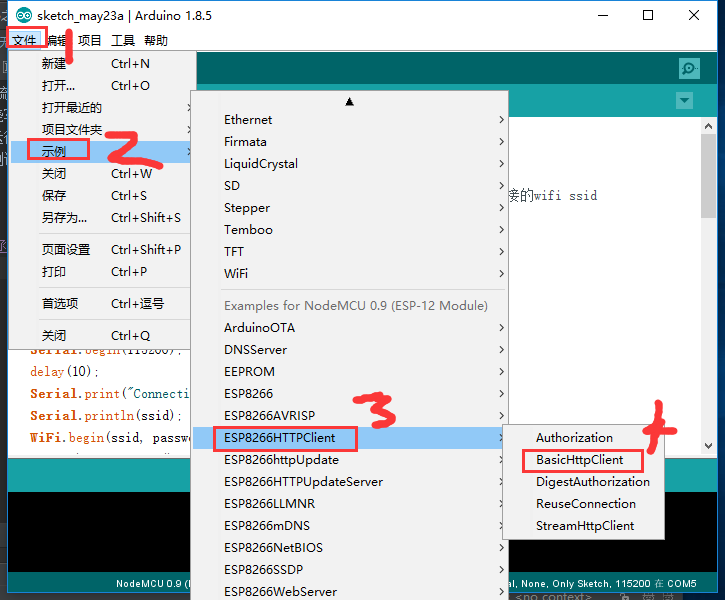 sketch_may23a | Arduino 1.8.5
文件 编辑 项目 工具 帮助
1
新建 Ctrl+N
打开... Ctrl+O
打开最近的
项目文件夹
示例
2
关闭 Ctrl+W
保存 Ctrl+S
另存为... Ctrl+Shift+S
页面设置 Ctrl+Shift+P
打印 Ctrl+P
首选项 Ctrl+逗号
关闭 Ctrl+Q
Ethernet
Firmata
LiquidCrystal
SD
Stepper
Temboo
TFT
WiFi
Examples for NodeMCU 0.9 (ESP-12 Module)
ArduinoOTA
DNSServer
EEPROM
ESP8266
ESP8266AVRISP
ESP8266HTTPClient
3
ESP8266httpUpdate
ESP8266HTTPUpdateServer
ESP8266LLMNR
ESP8266mDNS
ESP8266NetBIOS
ESP8266SSDP
ESP8266WebServer
Authorization
4
BasicHttpClient
DigestAuthorization
ReuseConnection
StreamHttpClient
接的wifi ssid
Serial.begin(115200);
delay(10);
Serial.print("Connecti
Serial.println(ssid);
WiFi.begin(ssid, passwo
NodeMCU 0.9
al, None, Only Sketch, 115200 在 COM5
<no context>